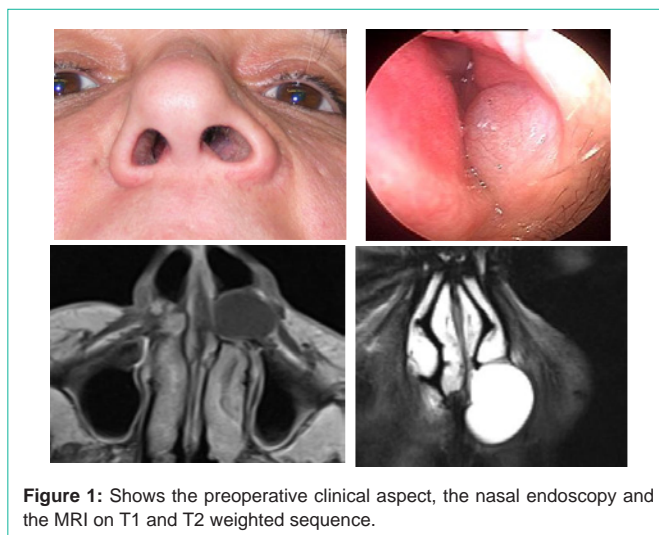 Figure 1: Shows the preoperative clinical aspect, the nasal endoscopy and
the MRI on T1 and T2 weighted sequence.